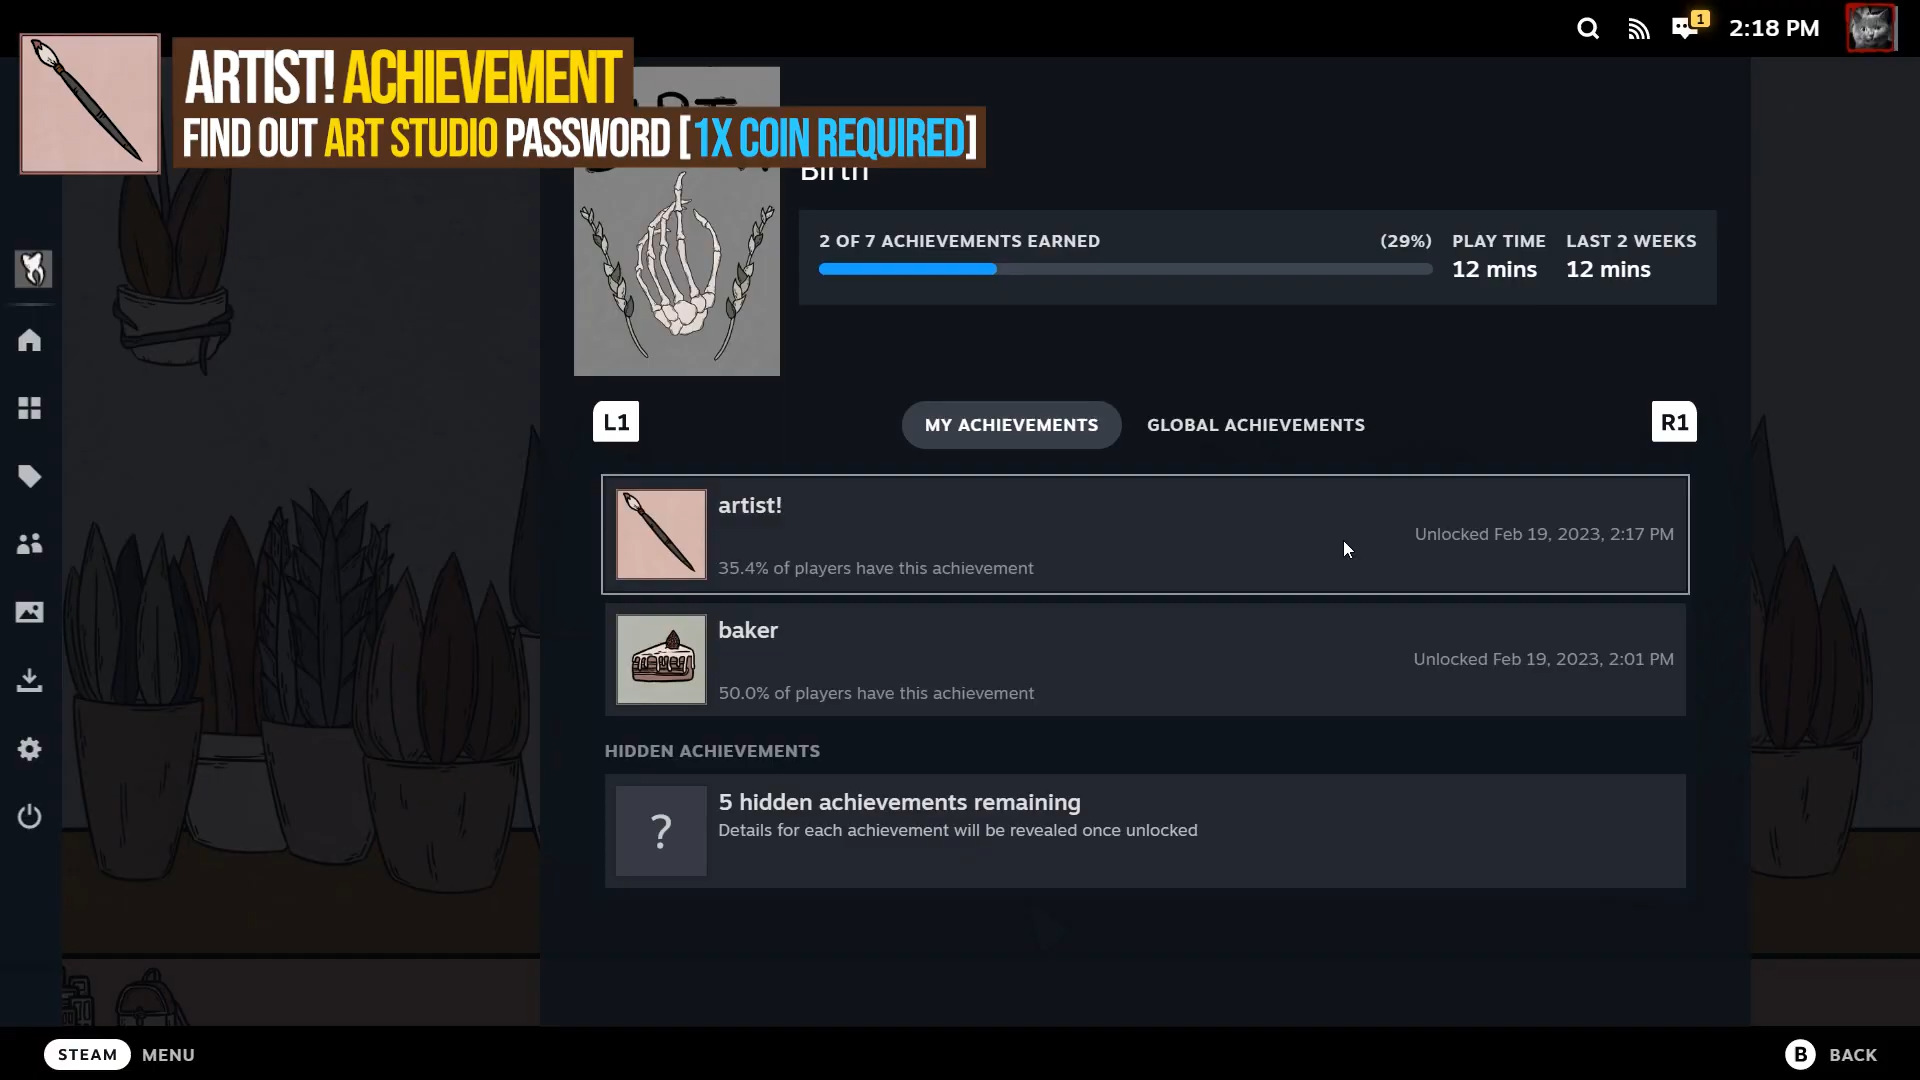 1
2:18 PM
ARTIST! ACHIEVEMENT
FIND OUT ART STUDIO PASSWORD [1X COIN REQUIRED]
Birth
2 OF 7 ACHIEVEMENTS EARNED
(29%)
PLAY TIME
LAST 2 WEEKS
12 mins
12 mins
L1
MY ACHIEVEMENTS
GLOBAL ACHIEVEMENTS
R1
artist!
Unlocked Feb 19, 2023, 2:17 PM
35.4% of players have this achievement
baker
Unlocked Feb 19, 2023, 2:01 PM
50.0% of players have this achievement
HIDDEN ACHIEVEMENTS
?
5 hidden achievements remaining
Details for each achievement will be revealed once unlocked
STEAM MENU
B BACK